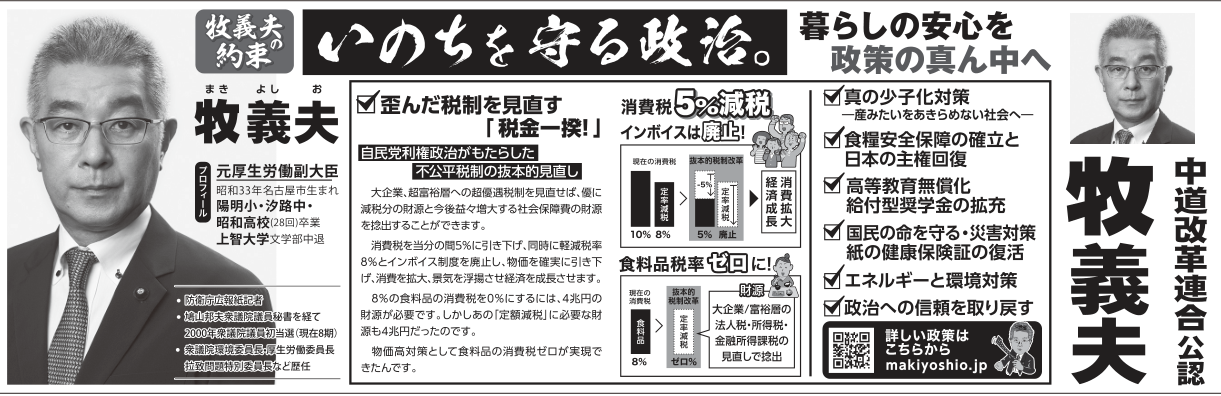 牧義夫の
約束
いのちを守る政治。
暮らしの安心を
政策の真ん中へ
まき よし お
牧義夫
プロフィール
元厚生労働副大臣
昭和33年名古屋市生まれ
陽明小・汐路中・
昭和高校(28回)卒業
上智大学文学部中退
・防衛庁広報紙記者
・鳩山邦夫衆議院議員秘書を経て
2000年衆議院議員初当選(現在8期)
・衆議院環境委員長・厚生労働委員長
拉致問題特別委員長など歴任
歪んだ税制を見直す
「税金一揆!」
自民党利権政治がもたらした
不公平税制の抜本的見直し
大企業、超富裕層への超優遇税制を見直せば、優に
減税分の財源と今後益々増大する社会保障費の財源
を捻出することができます。
消費税を当分の間5%に引き下げ、同時に軽減税率
8%とインボイス制度を廃止し、物価を確実に引き下
げ、消費を拡大、景気を浮揚させ経済を成長させます。
8%の食料品の消費税を0%にするには、4兆円の
財源が必要です。しかしあの「定額減税」に必要な財
源も4兆円だったのです。
物価高対策として食料品の消費税ゼロが実現で
きたんです。
消費税5%減税
インボイスは廃止!
現在の消費税
10% 8%
定率減税
抜本的税制改革
-5%
定率減税
5% 廃止
消費拡大
経済成長
食料品税率ゼロに!
現在の
消費税
食料品
8%
抜本的
税制改革
定率減税
ゼロ%
財源
大企業/富裕層の
法人税・所得税・
金融所得課税の
見直しで捻出
真の少子化対策
―産みたいをあきらめない社会へ―
食糧安全保障の確立と
日本の主権回復
高等教育無償化
給付型奨学金の拡充
国民の命を守る・災害対策
紙の健康保険証の復活
エネルギーと環境対策
政治への信頼を取り戻す
詳しい政策は
こちらから
makiyoshio.jp
中道改革連合公認
牧義夫